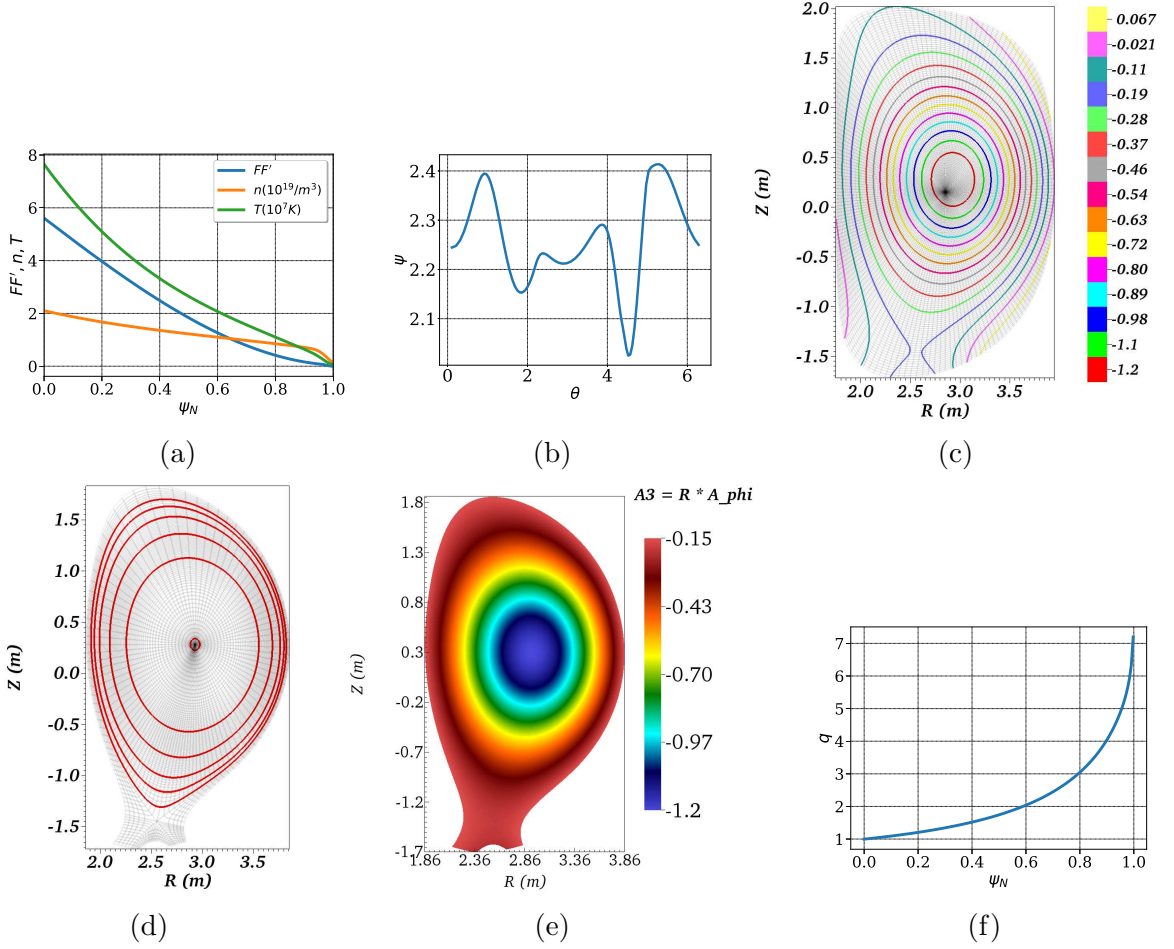 8
6
4
2
0
FF′, n, T
FF′
n(10^19/m^3)
T(10^7K)
0.0 0.2 0.4 0.6 0.8 1.0
ψ_N
(a)
2.4
2.3
2.2
2.1
ψ
0 2 4 6
θ
(b)
2.0
1.5
1.0
0.5
0.0
-0.5
-1.0
-1.5
Z (m)
2.0 2.5 3.0 3.5
R (m)
0.067
-0.021
-0.11
-0.19
-0.28
-0.37
-0.46
-0.54
-0.63
-0.72
-0.80
-0.89
-0.98
-1.1
-1.2
(c)
1.5
1.0
0.5
0.0
-0.5
-1.0
-1.5
Z (m)
2.0 2.5 3.0 3.5
R (m)
(d)
A3 = R * A_phi
1.8
1.3
0.8
0.3
-0.2
-0.7
-1.2
-1.7
Z (m)
1.86 2.36 2.86 3.36 3.86
R (m)
-0.15
-0.43
-0.70
-0.97
-1.2
(e)
7
6
5
4
3
2
1
q
0.0 0.2 0.4 0.6 0.8 1.0
ψ_N
(f)